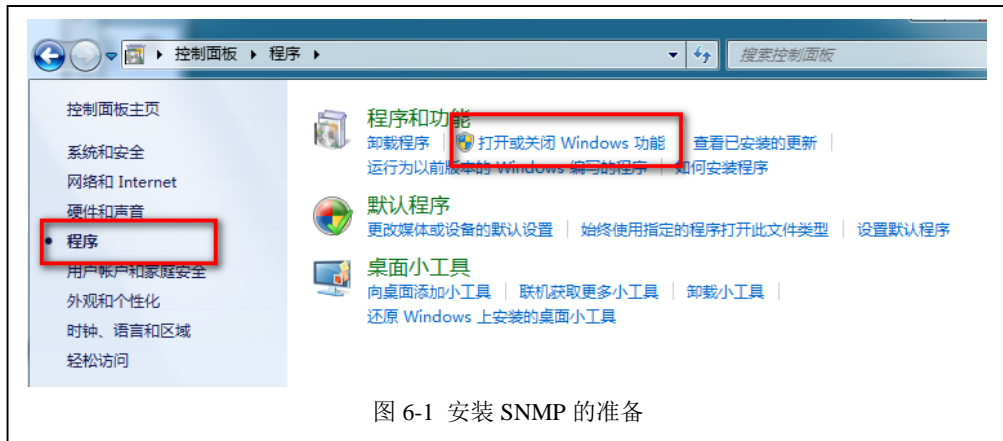 控制面板 ▸ 程序 ▸
搜索控制面板
控制面板主页
系统和安全
网络和 Internet
硬件和声音
程序
用户帐户和家庭安全
外观和个性化
时钟、语言和区域
轻松访问
程序和功能
卸载程序 打开或关闭 Windows 功能 查看已安装的更新
运行为以前版本的 Windows 编写的程序 如何安装程序
默认程序
更改媒体或设备的默认设置 始终使用指定的程序打开此文件类型 设置默认程序
桌面小工具
向桌面添加小工具 联机获取更多小工具 卸载小工具
还原 Windows 上安装的桌面小工具
图 6-1 安装 SNMP 的准备